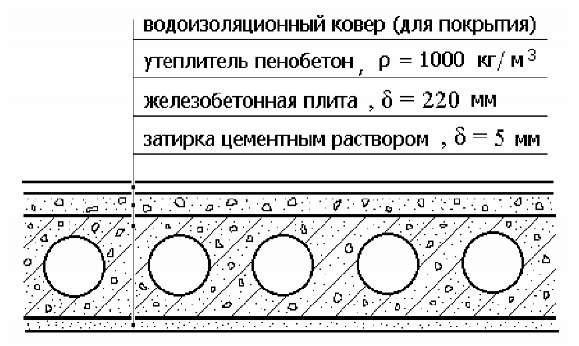 водоизоляционный ковер (для покрытия)
утеплитель пенобетон, ρ = 1000 кг/м³
железобетонная плита , δ = 220 мм
затирка цементным раствором , δ = 5 мм